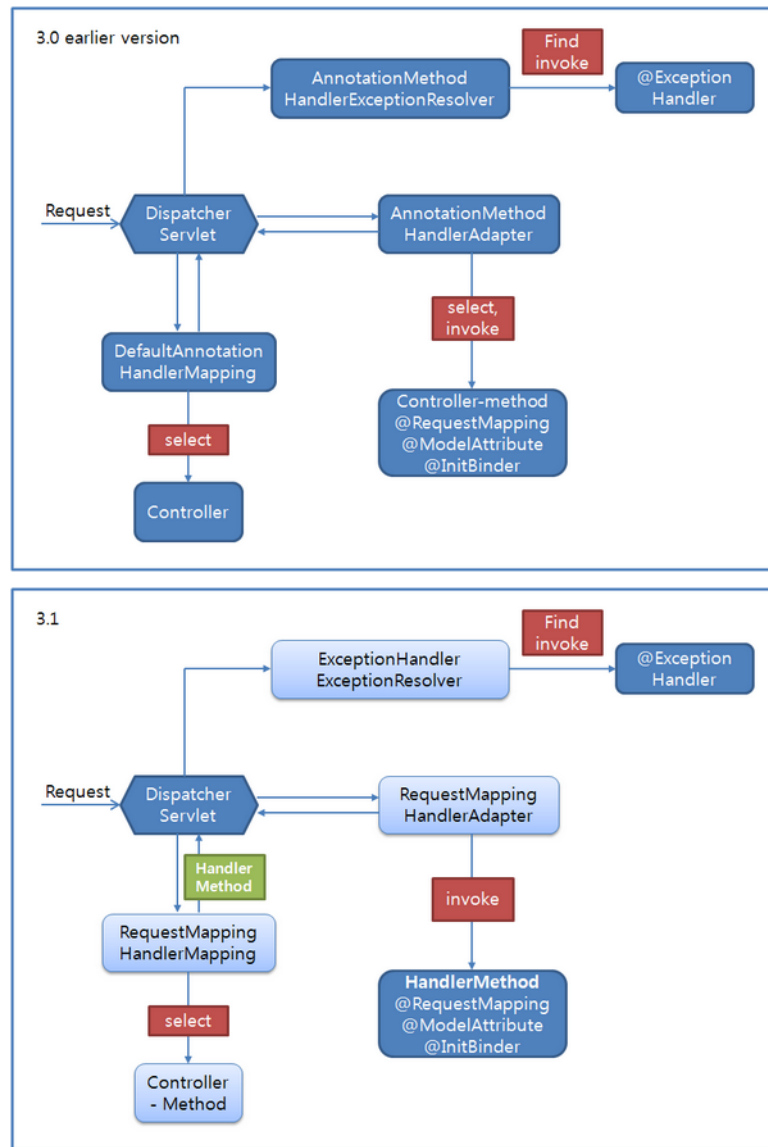 3.0 earlier version
Find
invoke
AnnotationMethod
HandlerExceptionResolver
@Exception
Handler
Request
Dispatcher
Servlet
AnnotationMethod
HandlerAdapter
select,
invoke
DefaultAnnotation
HandlerMapping
Controller-method
@RequestMapping
@ModelAttribute
@InitBinder
select
Controller
3.1
Find
invoke
ExceptionHandler
ExceptionResolver
@Exception
Handler
Request
Dispatcher
Servlet
RequestMapping
HandlerAdapter
Handler
Method
invoke
RequestMapping
HandlerMapping
HandlerMethod
@RequestMapping
@ModelAttribute
@InitBinder
select
Controller
- Method